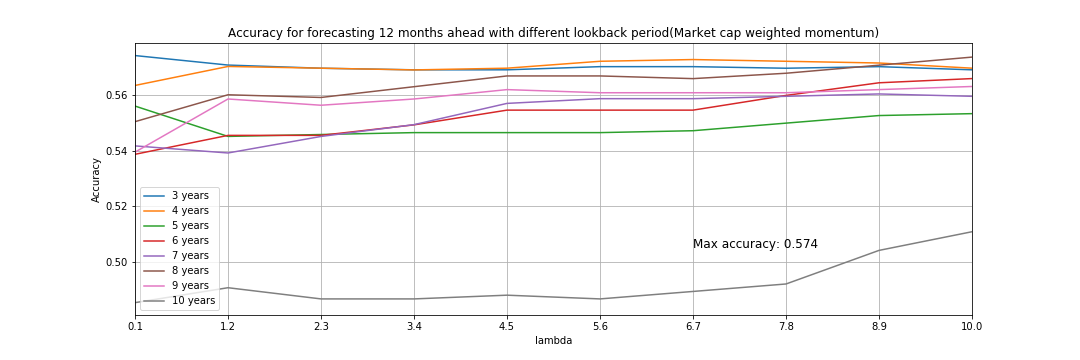 Accuracy for forecasting 12 months ahead with different lookback period(Market cap weighted momentum)
Accuracy
0.56
0.54
0.52
0.50
3 years
4 years
5 years
6 years
7 years
8 years
9 years
10 years
Max accuracy: 0.574
0.1 1.2 2.3 3.4 4.5 5.6 6.7 7.8 8.9 10.0
lambda